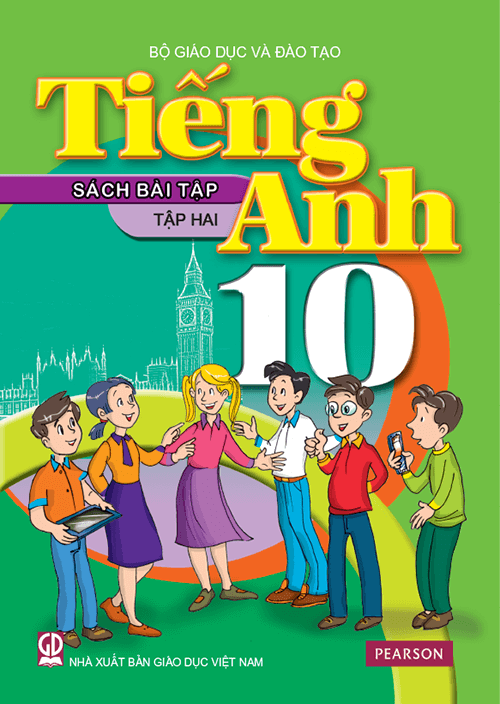 BỘ GIÁO DỤC VÀ ĐÀO TẠO
Tiếng
Anh
SÁCH BÀI TẬP
TẬP HAI
10
GD
NHÀ XUẤT BẢN GIÁO DỤC VIỆT NAM
PEARSON